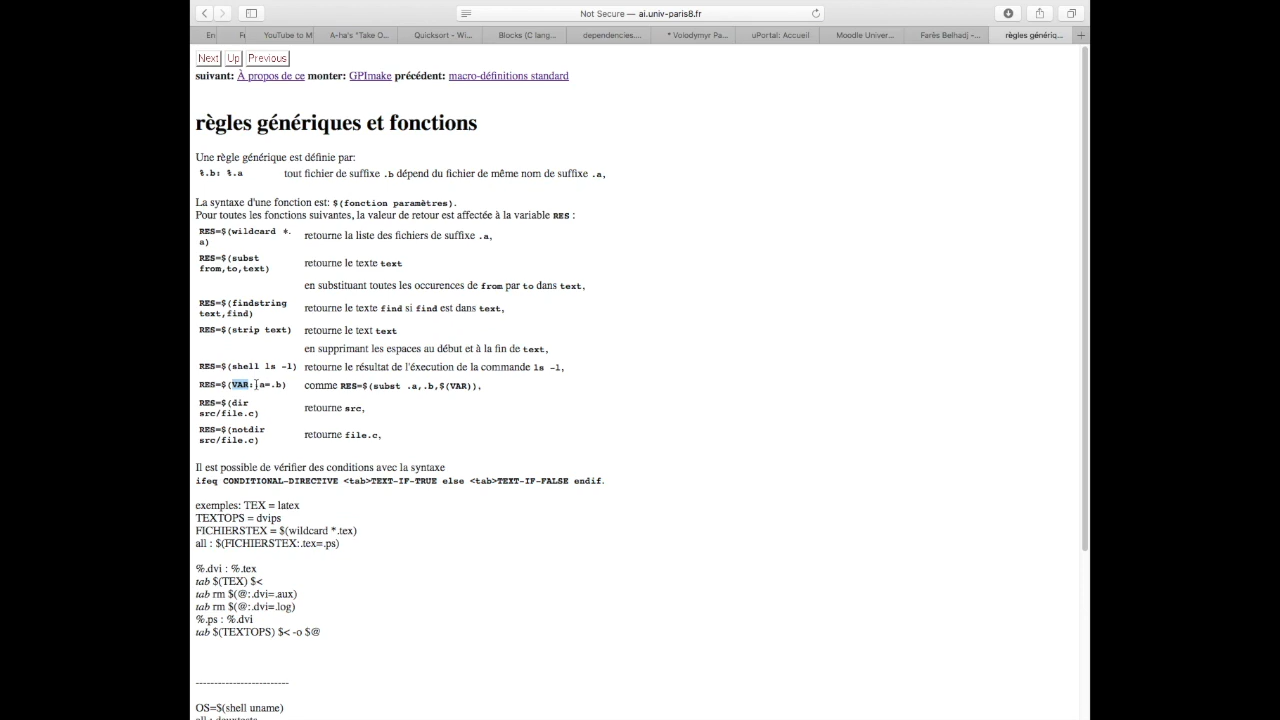 Not Secure — ai.univ-paris8.fr
En
YouTube to M
A-ha's "Take O...
Quicksort - Wi...
Blocks (C lang...
dependencies....
* Volodymyr Pa...
uPortal: Accueil
Moodle Univer...
Farès Belhadj -...
règles génériq...
Next Up Previous
suivant: À propos de ce monter: GPImake précédent: macro-définitions standard
règles génériques et fonctions
Une règle générique est définie par:
%.b: %.a tout fichier de suffixe .b dépend du fichier de même nom de suffixe .a,
La syntaxe d'une fonction est: $(fonction paramètres).
Pour toutes les fonctions suivantes, la valeur de retour est affectée à la variable RES :
RES=$(wildcard *.
a)
retourne la liste des fichiers de suffixe .a,
RES=$(subst
from,to,text)
retourne le texte text
en substituant toutes les occurences de from par to dans text,
RES=$(findstring
text,find)
retourne le texte find si find est dans text,
RES=$(strip text) retourne le text text
en supprimant les espaces au début et à la fin de text,
RES=$(shell ls -l) retourne le résultat de l'éxecution de la commande ls -l,
RES=$(VAR:.a=.b) comme RES=$(subst .a,.b,$(VAR)),
RES=$(dir
src/file.c)
retourne src,
RES=$(notdir
src/file.c)
retourne file.c,
Il est possible de vérifier des conditions avec la syntaxe
ifeq CONDITIONAL-DIRECTIVE <tab>TEXT-IF-TRUE else <tab>TEXT-IF-FALSE endif.
exemples: TEX = latex
TEXTOPS = dvips
FICHIERSTEX = $(wildcard *.tex)
all : $(FICHIERSTEX:.tex=.ps)
%.dvi : %.tex
tab $(TEX) $<
tab rm $(@:.dvi=.aux)
tab rm $(@:.dvi=.log)
%.ps : %.dvi
tab $(TEXTOPS) $< -o $@
------------------------
OS=$(shell uname)